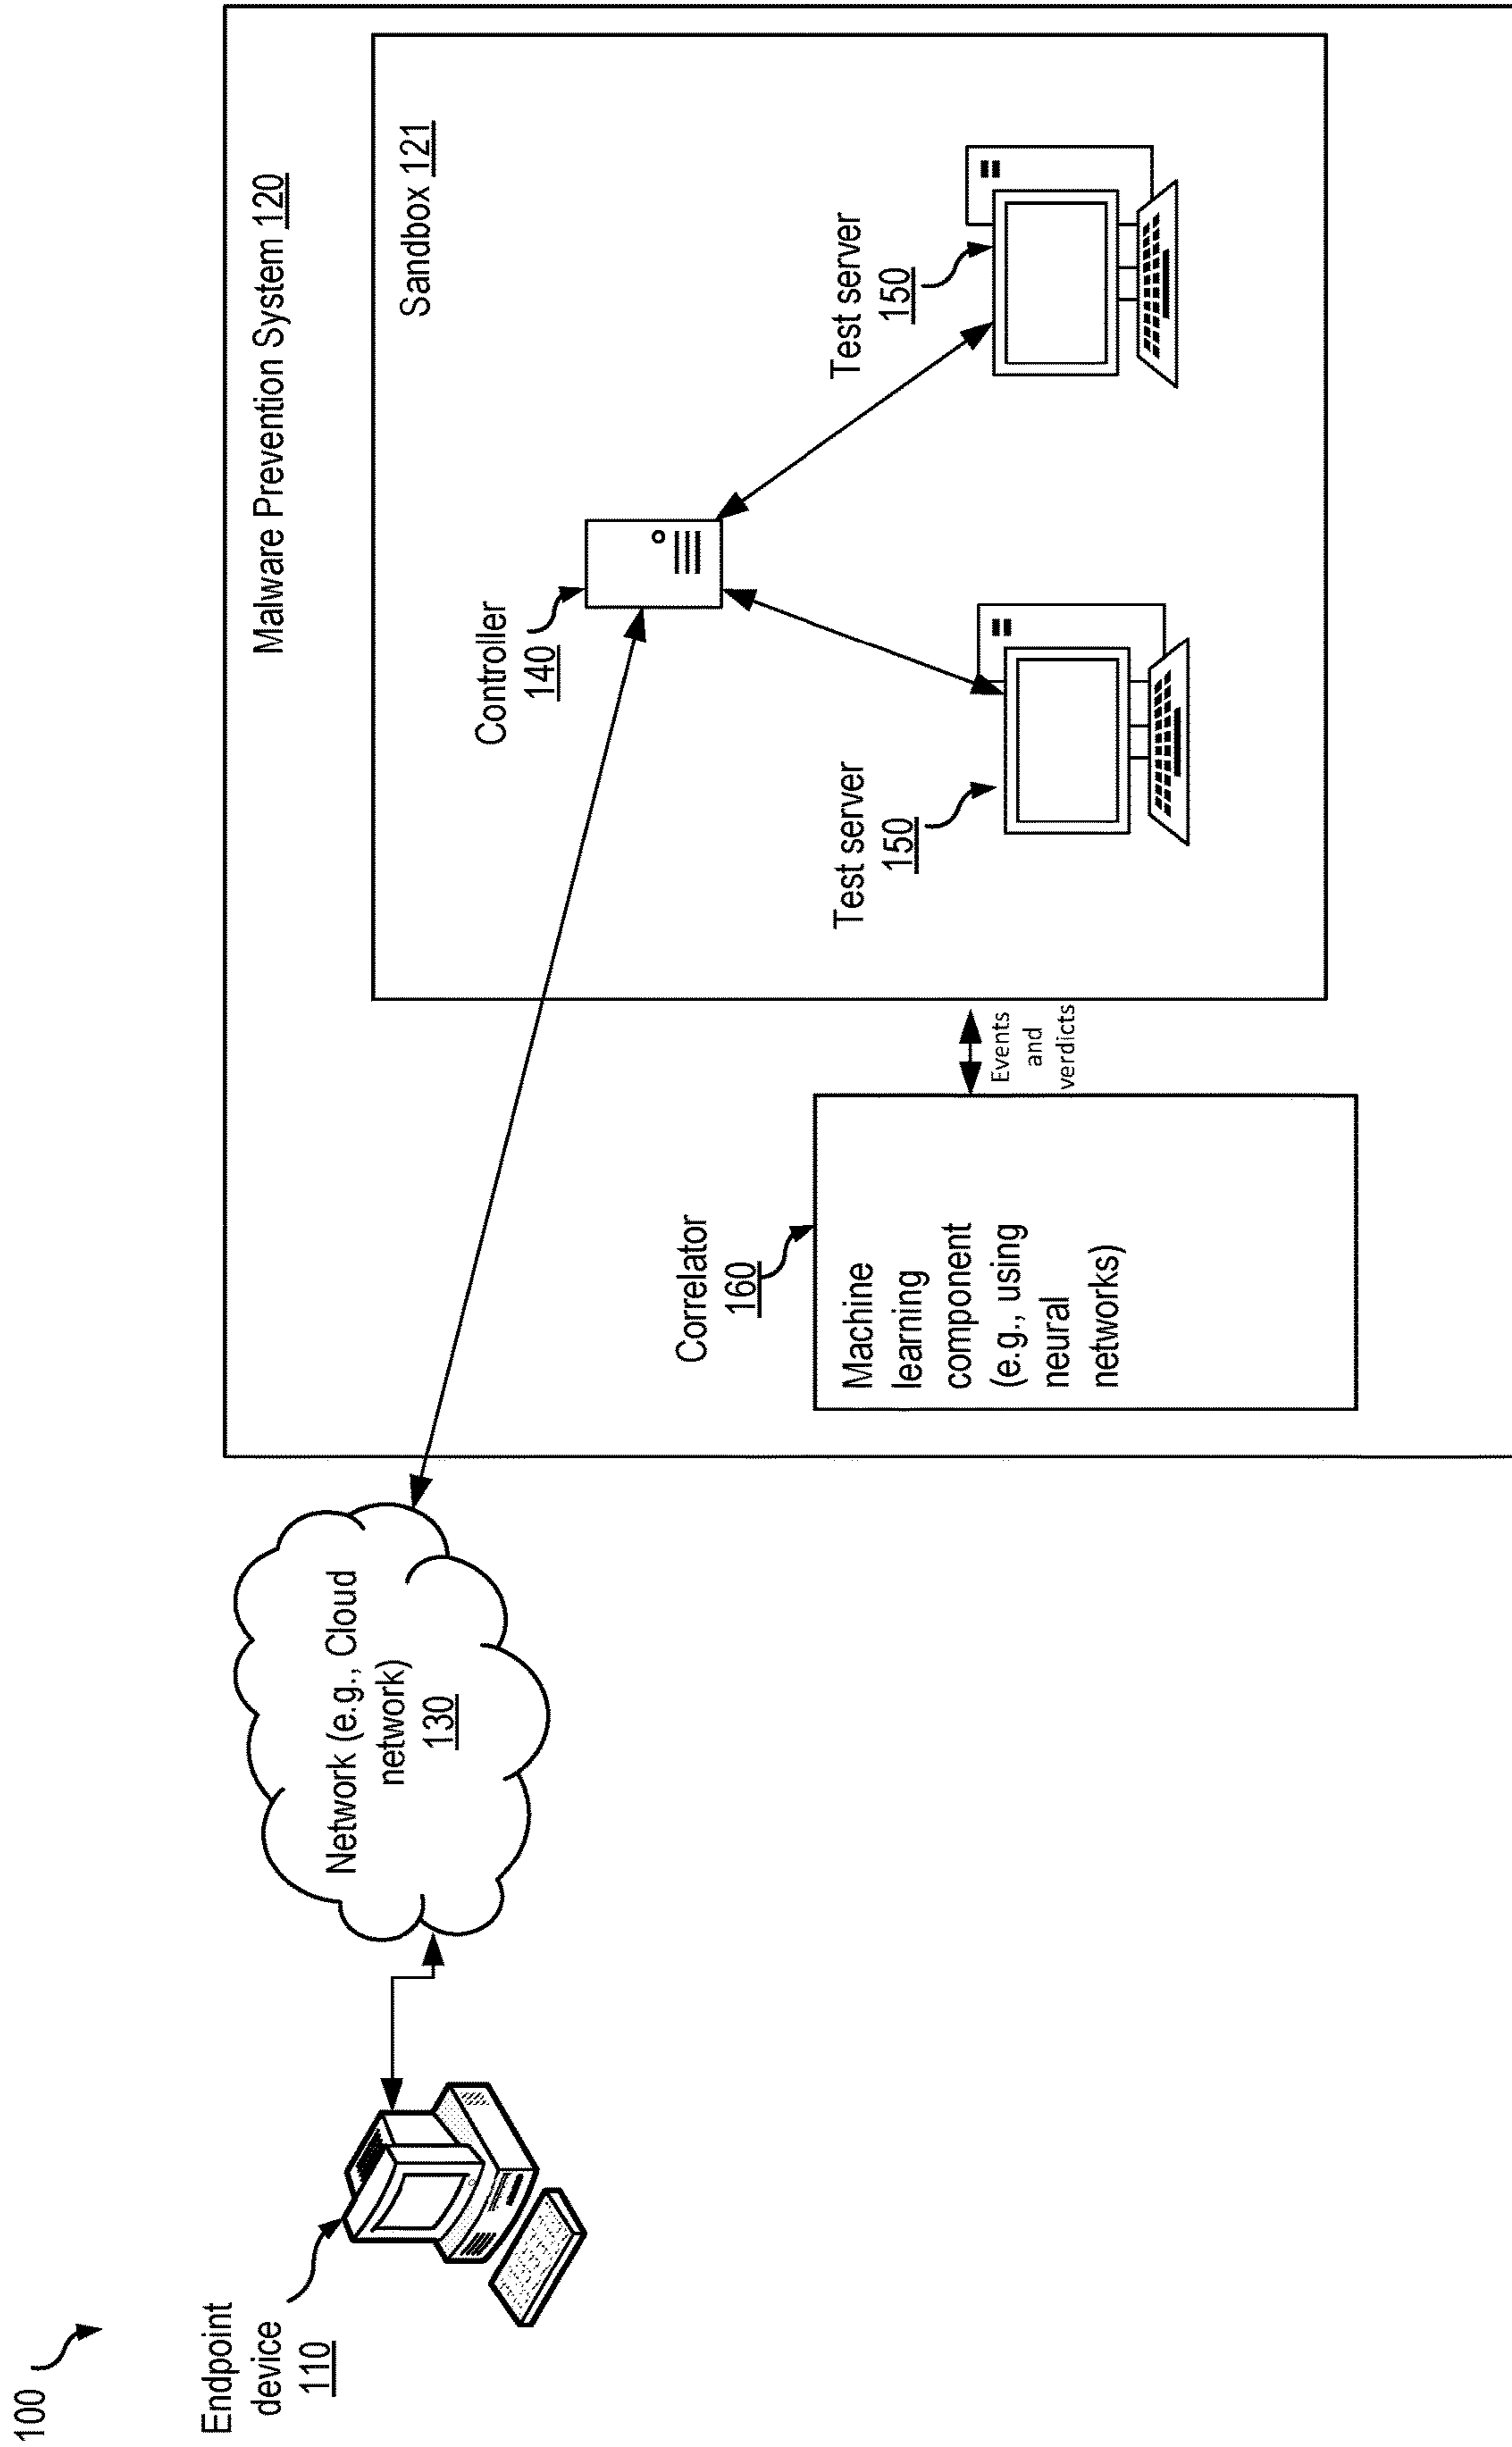 100
Endpoint
device
110
Network (e.g., Cloud
network)
130
Malware Prevention System 120
Sandbox 121
Controller
140
Test server
150
Test server
150
Correlator
160
Machine
learning
component
(e.g., using
neural
networks)
Events
and
verdicts